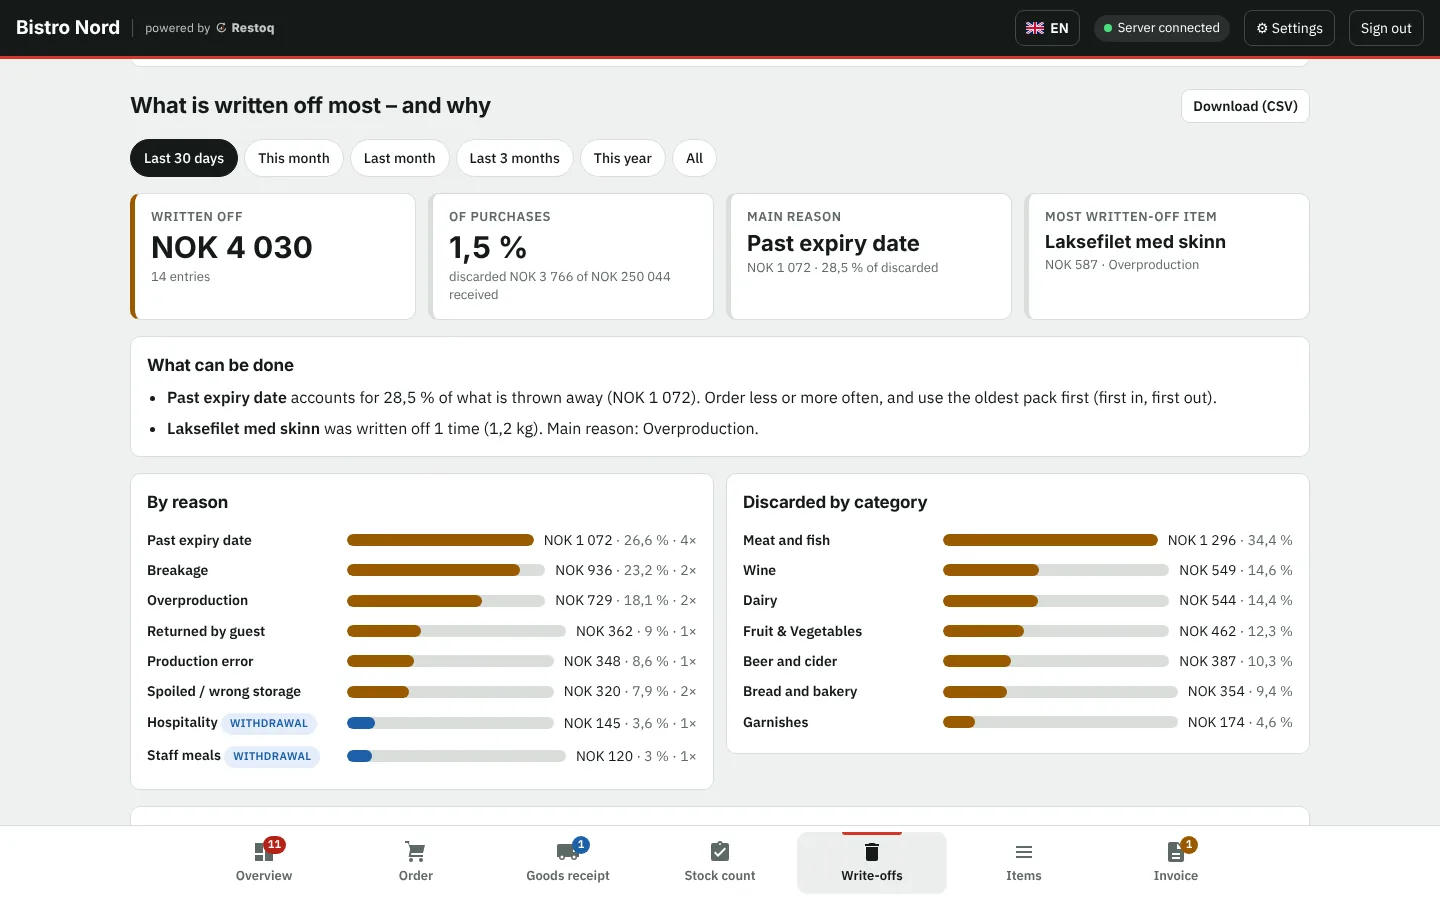 Bistro Nord
powered by Restoq
EN
Server connected
⚙ Settings
Sign out
What is written off most – and why
Download (CSV)
Last 30 days
This month
Last month
Last 3 months
This year
All
WRITTEN OFF
NOK 4 030
14 entries
OF PURCHASES
1,5 %
discarded NOK 3 766 of NOK 250 044
received
MAIN REASON
Past expiry date
NOK 1 072 · 28,5 % of discarded
MOST WRITTEN-OFF ITEM
Laksefilet med skinn
NOK 587 · Overproduction
What can be done
• Past expiry date accounts for 28,5 % of what is thrown away (NOK 1 072). Order less or more often, and use the oldest pack first (first in, first out).
• Laksefilet med skinn was written off 1 time (1,2 kg). Main reason: Overproduction.
By reason
Past expiry date NOK 1 072 · 26,6 % · 4×
Breakage NOK 936 · 23,2 % · 2×
Overproduction NOK 729 · 18,1 % · 2×
Returned by guest NOK 362 · 9 % · 1×
Production error NOK 348 · 8,6 % · 1×
Spoiled / wrong storage NOK 320 · 7,9 % · 2×
Hospitality WITHDRAWAL NOK 145 · 3,6 % · 1×
Staff meals WITHDRAWAL NOK 120 · 3 % · 1×
Discarded by category
Meat and fish NOK 1 296 · 34,4 %
Wine NOK 549 · 14,6 %
Dairy NOK 544 · 14,4 %
Fruit & Vegetables NOK 462 · 12,3 %
Beer and cider NOK 387 · 10,3 %
Bread and bakery NOK 354 · 9,4 %
Garnishes NOK 174 · 4,6 %
11
Overview
Order
1
Goods receipt
Stock count
Write-offs
Items
1
Invoice